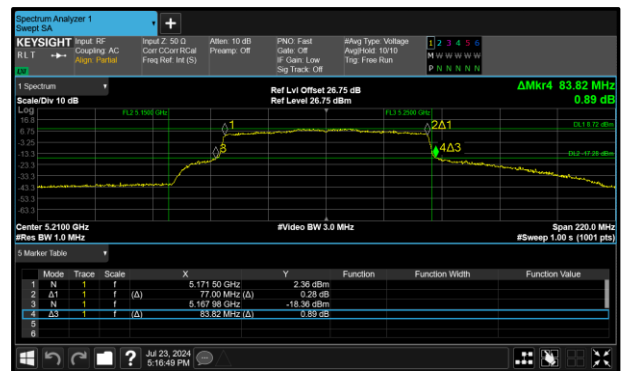 Spectrum Analyzer 1
Swept SA
KEYSIGHT Input: RF Input Z: 50 Ω Atten: 10 dB PNO: Fast #Avg Type: Voltage 1 2 3 4 5 6
R L T Coupling: AC Corr CCorr RCal Preamp: Off Gate: Off Avg|Hold: 10/10 M W W W W W
Align: Partial Freq Ref: Int (S) IF Gain: Low Trig: Free Run
Sig Track: Off P N N N N N
1 Spectrum Ref Lvl Offset 26.75 dB ΔMkr4 83.82 MHz
Scale/Div 10 dB Ref Level 26.75 dBm 0.89 dB
Log FL2 5.1500 GHz FL3 5.2500 GHz
16.8
6.75 1 2Δ1 DL1 8.72 dBm
-3.25
-13.3 3 4Δ3 DL2 -17.28 dBm
-23.3
-33.3
-43.3
-53.3
-63.3
Center 5.2100 GHz #Video BW 3.0 MHz Span 220.0 MHz
#Res BW 1.0 MHz #Sweep 1.00 s (1001 pts)
5 Marker Table
Mode Trace Scale X Y Function Function Width Function Value
1 N 1 f 5.171 50 GHz 2.36 dBm
2 Δ1 1 f (Δ) 77.00 MHz (Δ) 0.28 dB
3 N 1 f 5.167 98 GHz -18.36 dBm
4 Δ3 1 f (Δ) 83.82 MHz (Δ) 0.89 dB
5
6
? Jul 23, 2024
5:16:49 PM